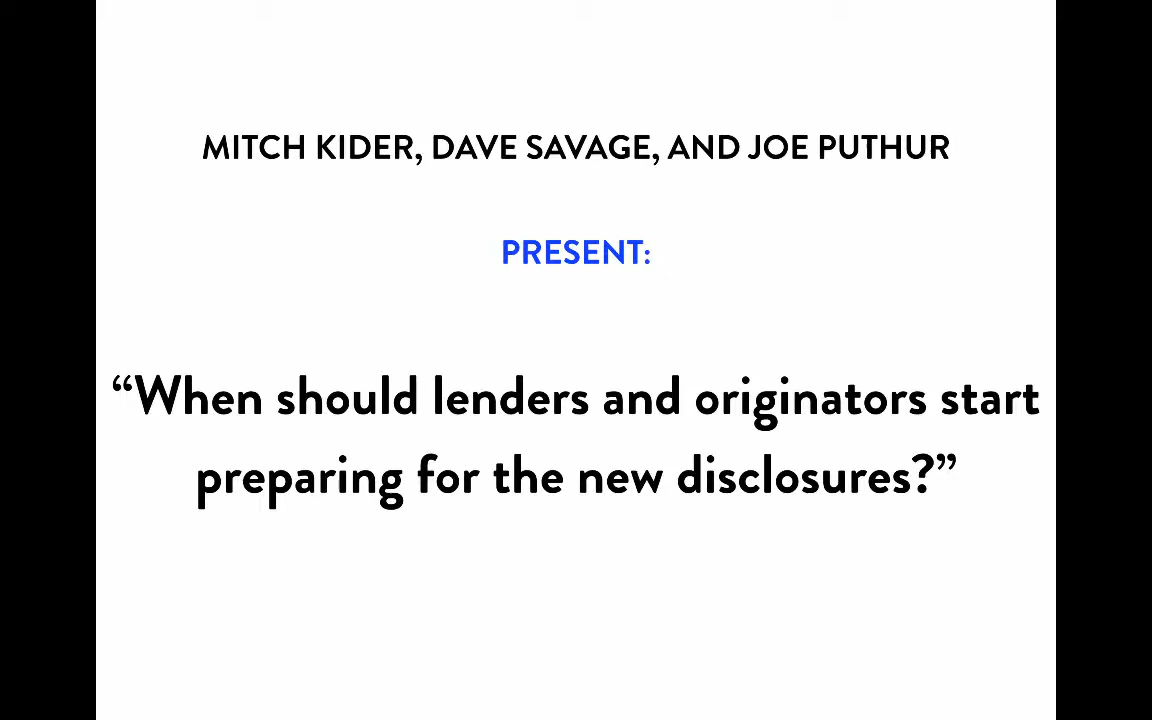 MITCH KIDER, DAVE SAVAGE, AND JOE PUTHUR
PRESENT:
“When should lenders and originators start
preparing for the new disclosures?”